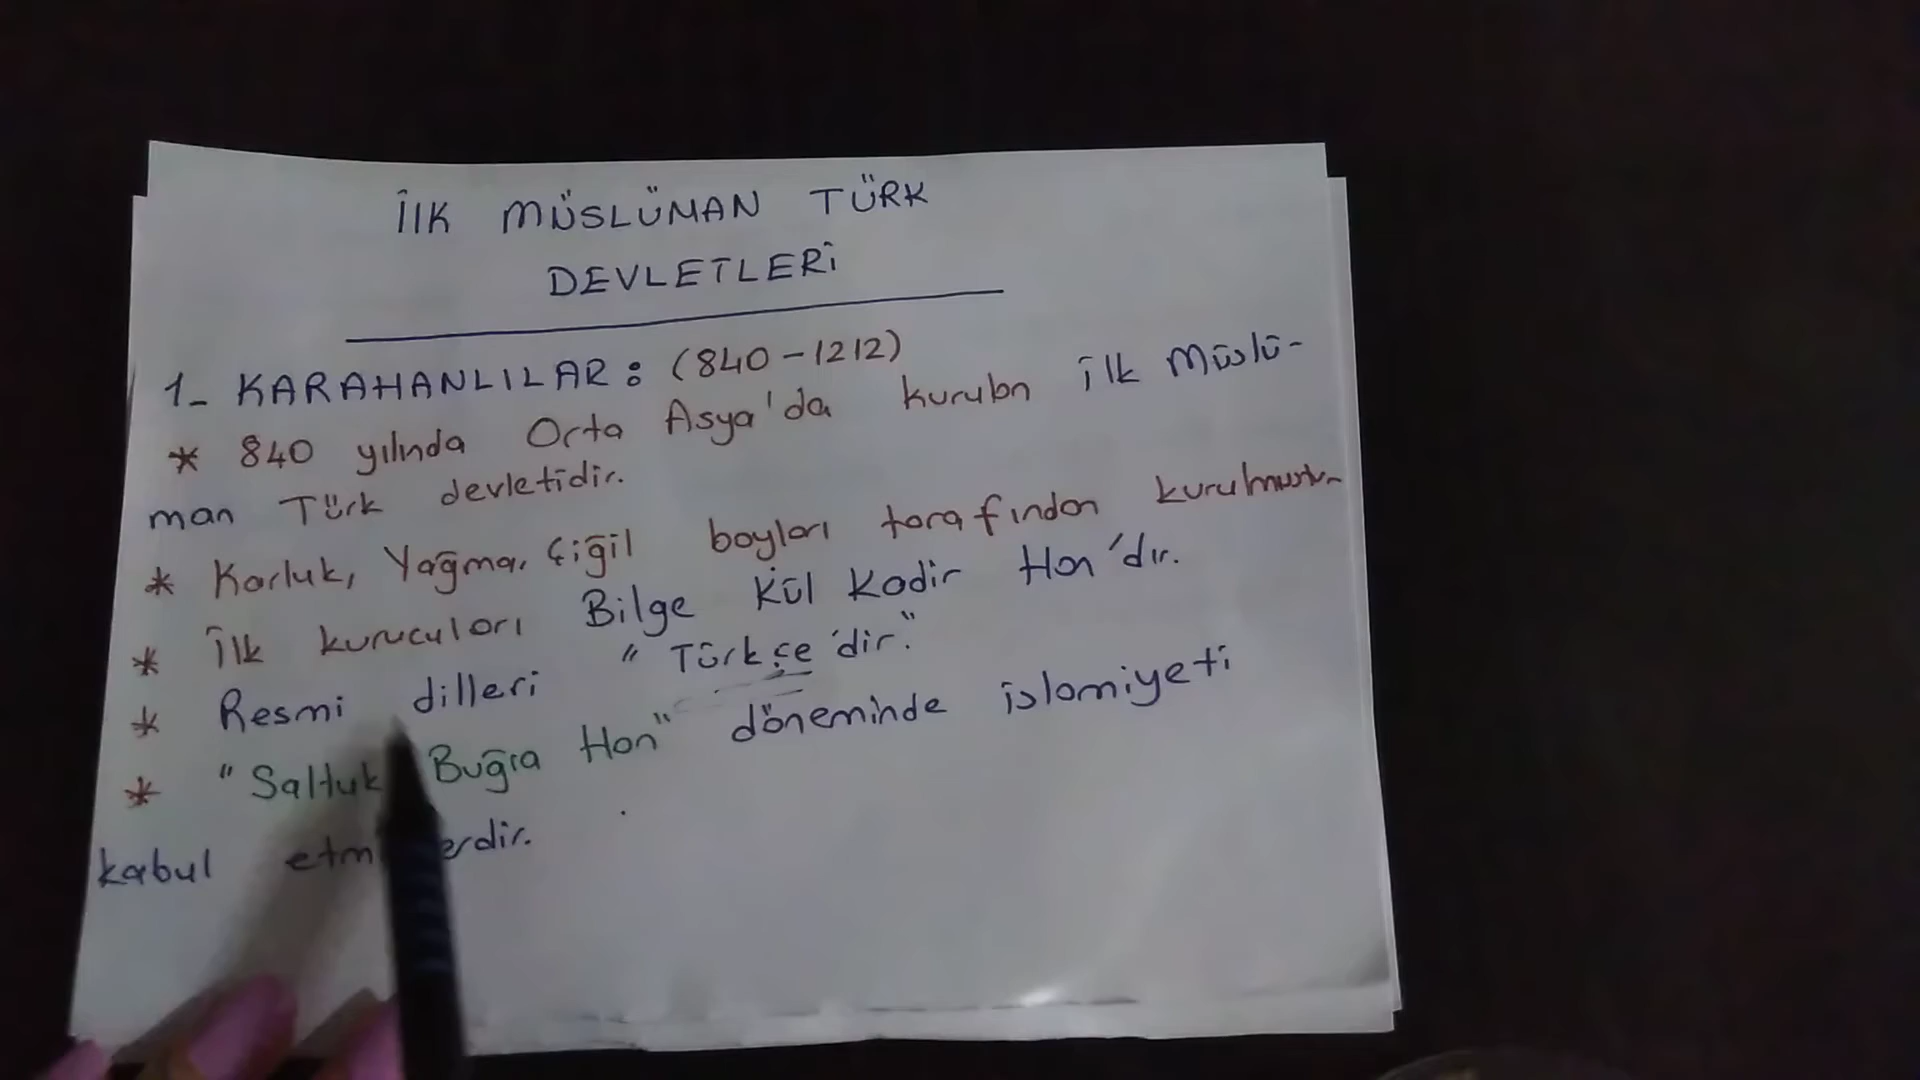 İlK MÜSLÜMAN TÜRK
DEVLETLERİ
1- KARAHANLILAR: (840-1212)
* 840 yılında Orta Asya'da kurulan ilk Müslü-
man Türk devletidir.
* Karluk, Yağma, Çiğil boyları tarafından
* İlk kurucuları Bilge Kül Kadir Han'dır.
* Resmi dilleri "Türkçe'dir."
* "Saltuk Buğra Han" döneminde islamiyeti
kabul